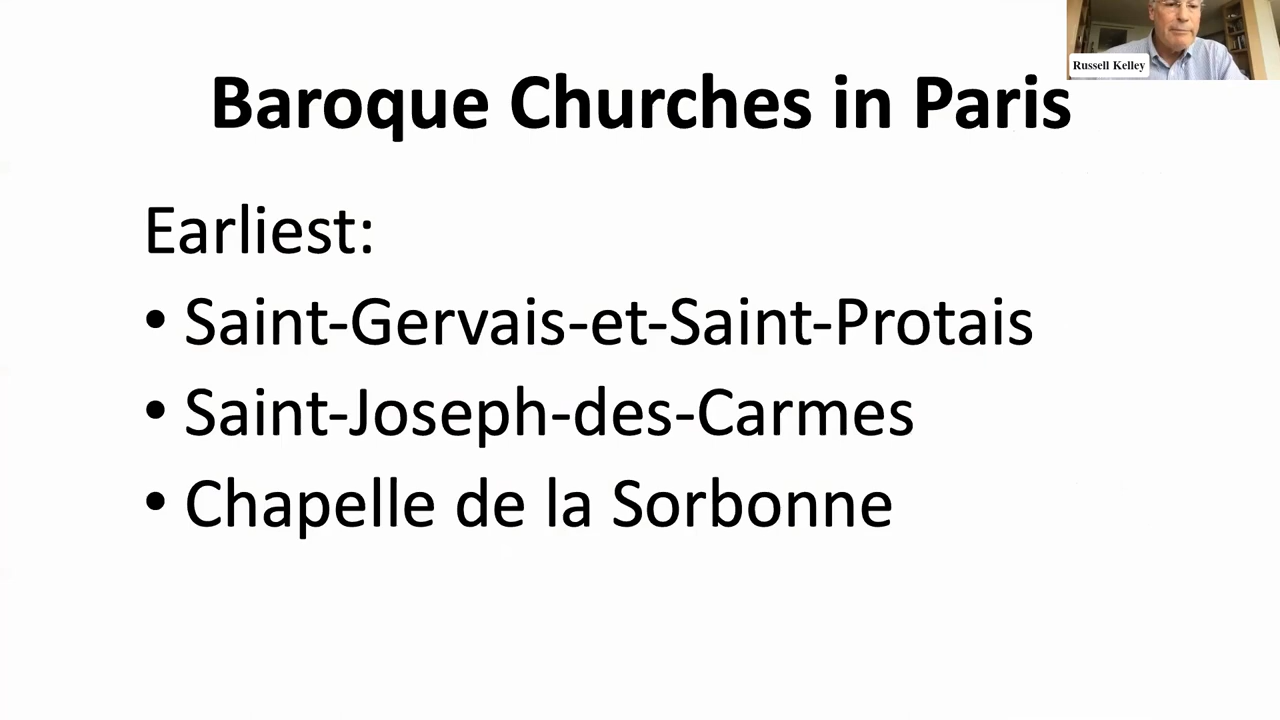 Russell Kelley
Baroque Churches in Paris
Earliest:
• Saint-Gervais-et-Saint-Protais
• Saint-Joseph-des-Carmes
• Chapelle de la Sorbonne